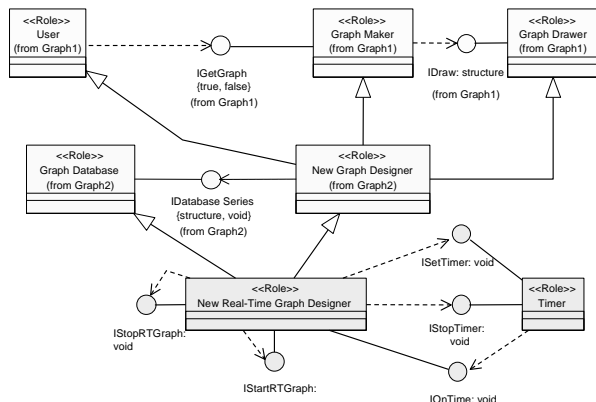 <<Role>>
User
(from Graph1)
<<Role>>
Graph Maker
(from Graph1)
<<Role>>
Graph Drawer
(from Graph1)
IGetGraph
{true, false}
(from Graph1)
IDraw: structure
(from Graph1)
<<Role>>
Graph Database
(from Graph2)
<<Role>>
New Graph Designer
(from Graph2)
IDatabase Series
{structure, void}
(from Graph2)
ISetTimer: void
<<Role>>
New Real-Time Graph Designer
<<Role>>
Timer
IStopRTGraph:
void
IStopTimer:
void
IStartRTGraph:
IOnTime: void